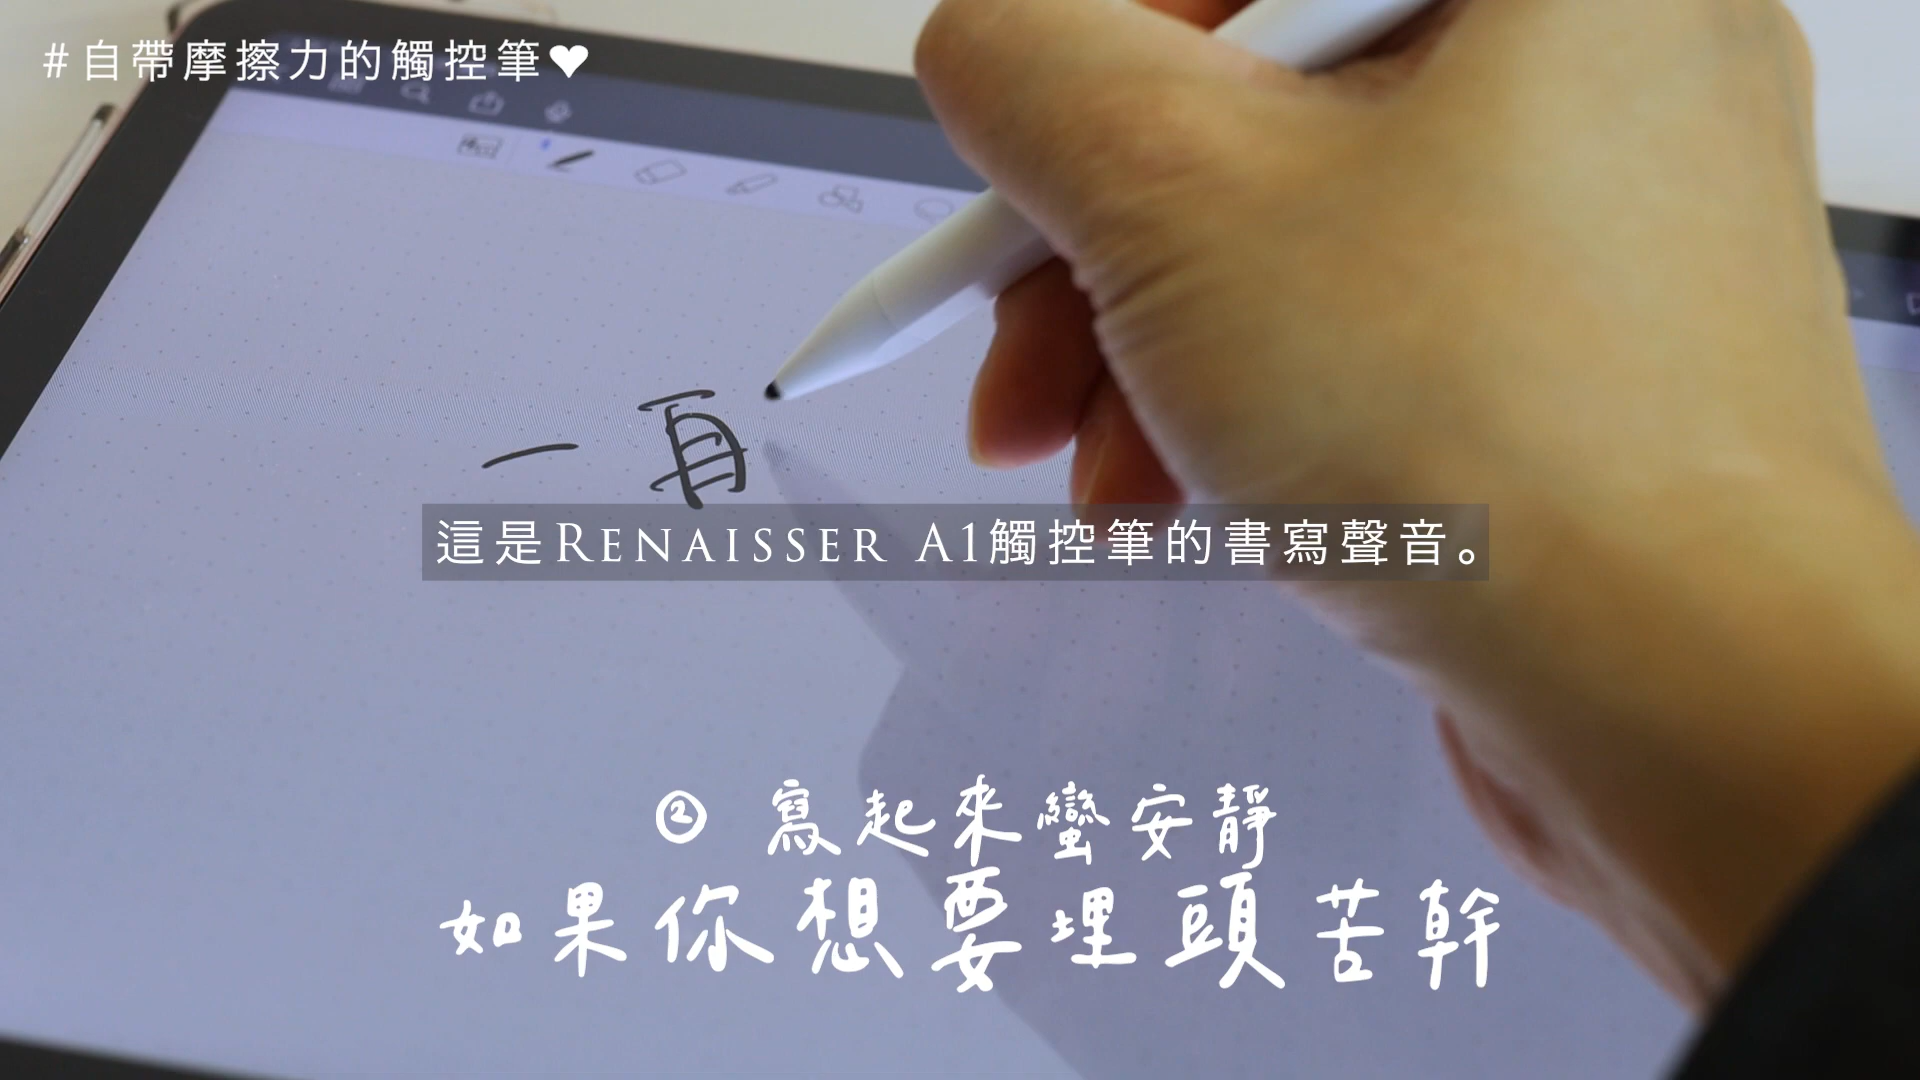 #自帶摩擦力的觸控筆❤
一
這是RENAISSER A1觸控筆的書寫聲音。
② 寫起來蠻安靜
如果你想要埋頭苦幹